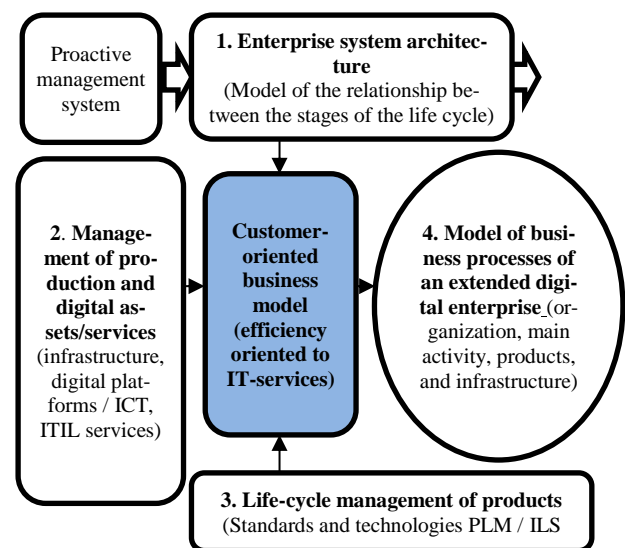 Proactive
management
system
1. Enterprise system architec-
ture
(Model of the relationship be-
tween the stages of the life cycle)
2. Manage-
ment of pro-
duction and
digital as-
sets/services
(infrastructure,
digital plat-
forms / ICT,
ITIL services)
Customer-
oriented
business
model
(efficiency
oriented to
IT-services)
4. Model of busi-
ness processes of
an extended digi-
tal enterprise (or-
ganization, main
activity, products,
and infrastructure)
3. Life-cycle management of products
(Standards and technologies PLM / ILS